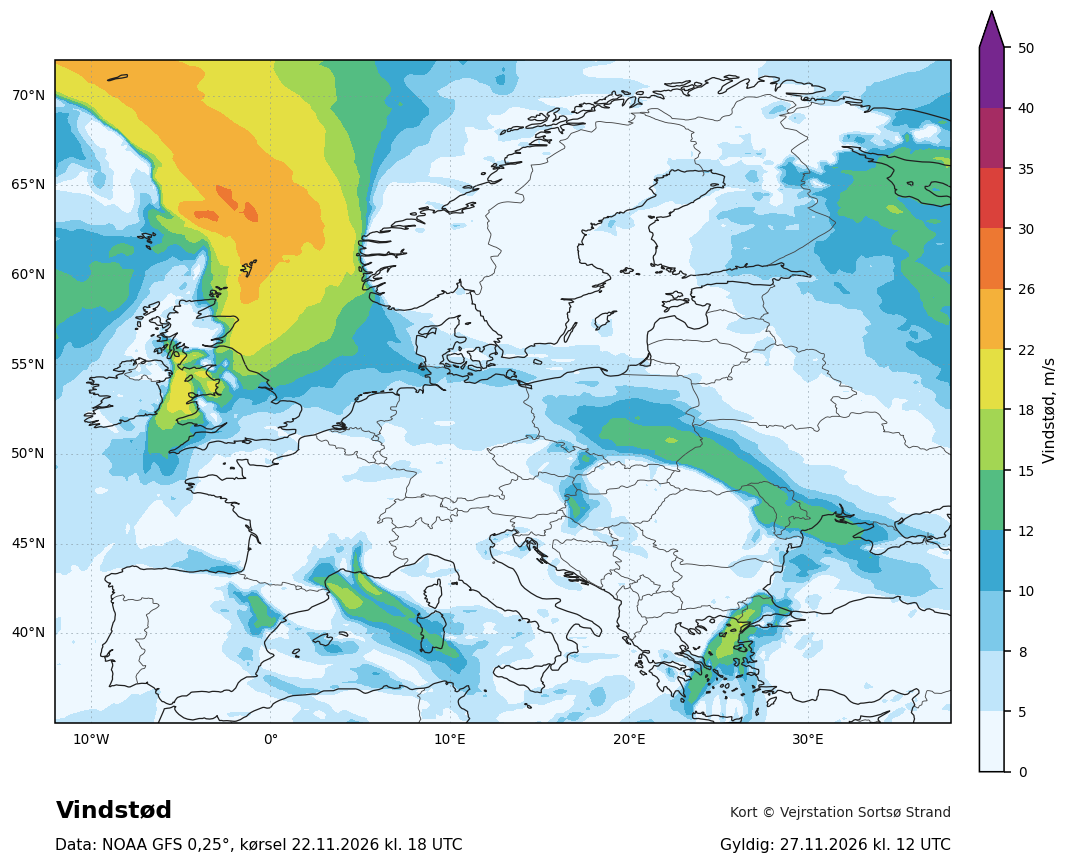 70°N
65°N
60°N
55°N
50°N
45°N
40°N
10°W
0°
10°E
20°E
30°E
50
40
35
30
26
22
18
15
12
10
8
5
0
Vindstød, m/s
Vindstød
Kort © Vejrstation Sortsø Strand
Data: NOAA GFS 0,25°, kørsel 22.11.2026 kl. 18 UTC
Gyldig: 27.11.2026 kl. 12 UTC